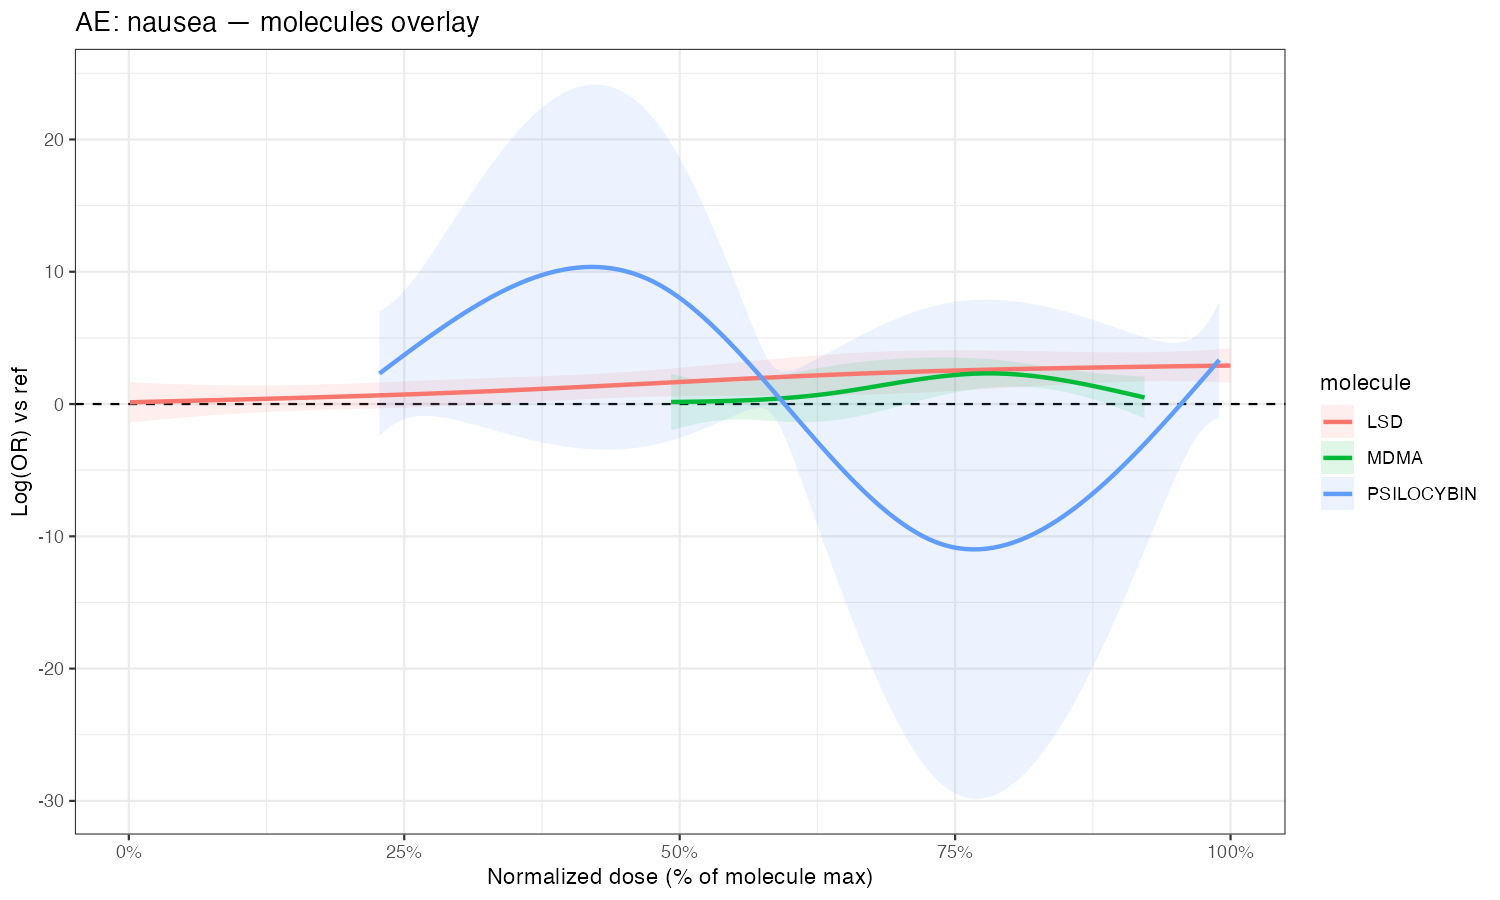 AE: nausea — molecules overlay
Log(OR) vs ref
20
10
0
-10
-20
-30
0%
25%
50%
75%
100%
Normalized dose (% of molecule max)
molecule
LSD
MDMA
PSILOCYBIN